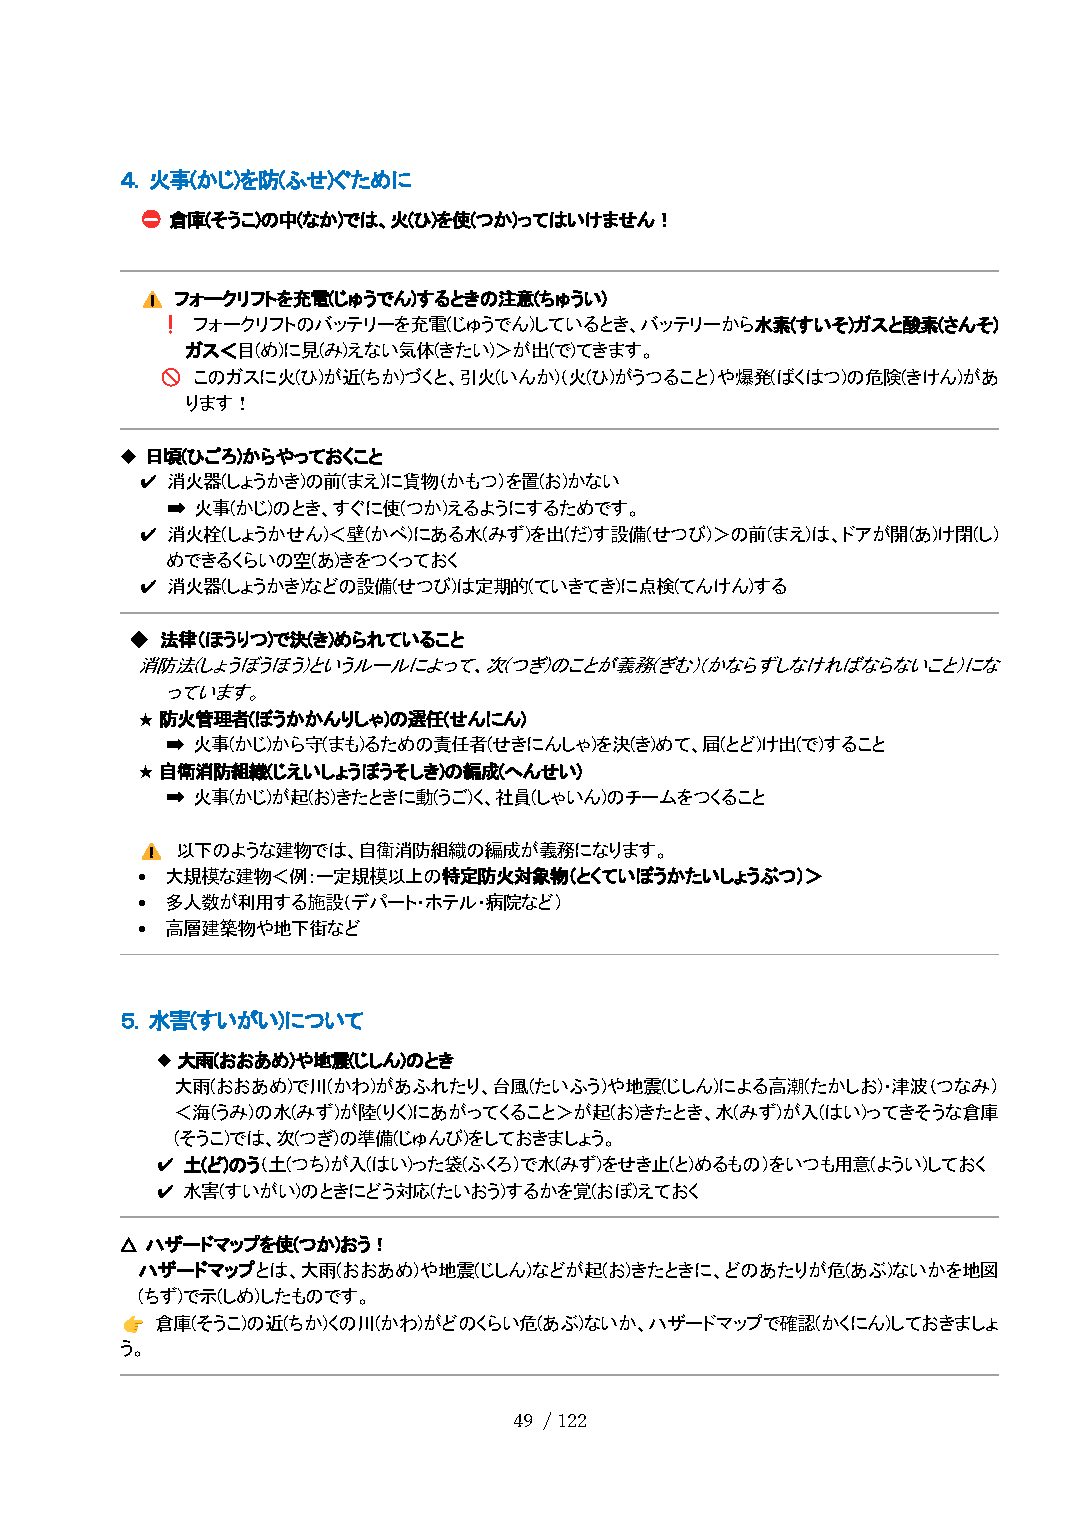 4. 火事(かじ)を防(ふせ)ぐために
⛔ 倉庫(そうこ)の中(なか)では、火(ひ)を使(つか)ってはいけません！
⚠ フォークリフトを充電(じゅうでん)するときの注意(ちゅうい)
❗ フォークリフトのバッテリーを充電(じゅうでん)しているとき、バッテリーから水素(すいそ)ガスと酸素(さんそ)
ガス＜目(め)に見(み)えない気体(きたい)＞が出(で)てきます。
🚫 このガスに火(ひ)が近(ちか)づくと、引火(いんか)（火(ひ)がうつること）や爆発(ばくはつ)の危険(きけん)があ
ります！
◆ 日頃(ひごろ)からやっておくこと
✔ 消火器(しょうかき)の前(まえ)に貨物（かもつ）を置(お)かない
➡ 火事(かじ)のとき、すぐに使(つか)えるようにするためです。
✔ 消火栓(しょうかせん)＜壁(かべ)にある水(みず)を出(だ)す設備(せつび)＞の前(まえ)は、ドアが開(あ)け閉(し)
めできるくらいの空(あ)きをつくっておく
✔ 消火器(しょうかき)などの設備(せつび)は定期的(ていきてき)に点検(てんけん)する
◆ 法律（ほうりつ）で決(き)められていること
消防法(しょうぼうほう)というルールによって、次(つぎ)のことが義務(ぎむ)（かならずしなければならないこと）にな
っています。
★ 防火管理者(ぼうかかんりしゃ)の選任(せんにん)
➡ 火事(かじ)から守(まも)るための責任者(せきにんしゃ)を決(き)めて、届(とど)け出(で)すること
★ 自衛消防組織(じえいしょうぼうそしき)の編成(へんせい)
➡ 火事(かじ)が起(お)きたときに動(うご)く、社員(しゃいん)のチームをつくること
⚠ 以下のような建物では、自衛消防組織の編成が義務になります。
• 大規模な建物＜例：一定規模以上の特定防火対象物（とくていぼうかたいしょうぶつ）＞
• 多人数が利用する施設（デパート・ホテル・病院など）
• 高層建築物や地下街など
5. 水害(すいがい)について
◆ 大雨(おおあめ)や地震(じしん)のとき
大雨(おおあめ)で川(かわ)があふれたり、台風(たいふう)や地震(じしん)による高潮(たかしお)・津波（つなみ）
＜海(うみ)の水(みず)が陸(りく)にあがってくること＞が起(お)きたとき、水(みず)が入(はい)ってきそうな倉庫
(そうこ)では、次(つぎ)の準備(じゅんび)をしておきましょう。
✔ 土(ど)のう（土(つち)が入(はい)った袋(ふくろ)で水(みず)をせき止(と)めるもの）をいつも用意(ようい)しておく
✔ 水害(すいがい)のときにどう対応(たいおう)するかを覚(おぼ)えておく
△ ハザードマップを使(つか)おう！
ハザードマップとは、大雨(おおあめ)や地震(じしん)などが起(お)きたときに、どのあたりが危(あぶ)ないかを地図
(ちず)で示(しめ)したものです。
👉 倉庫(そうこ)の近(ちか)くの川(かわ)がどのくらい危(あぶ)ないか、ハザードマップで確認(かくにん)しておきましょ
う。
49 / 122